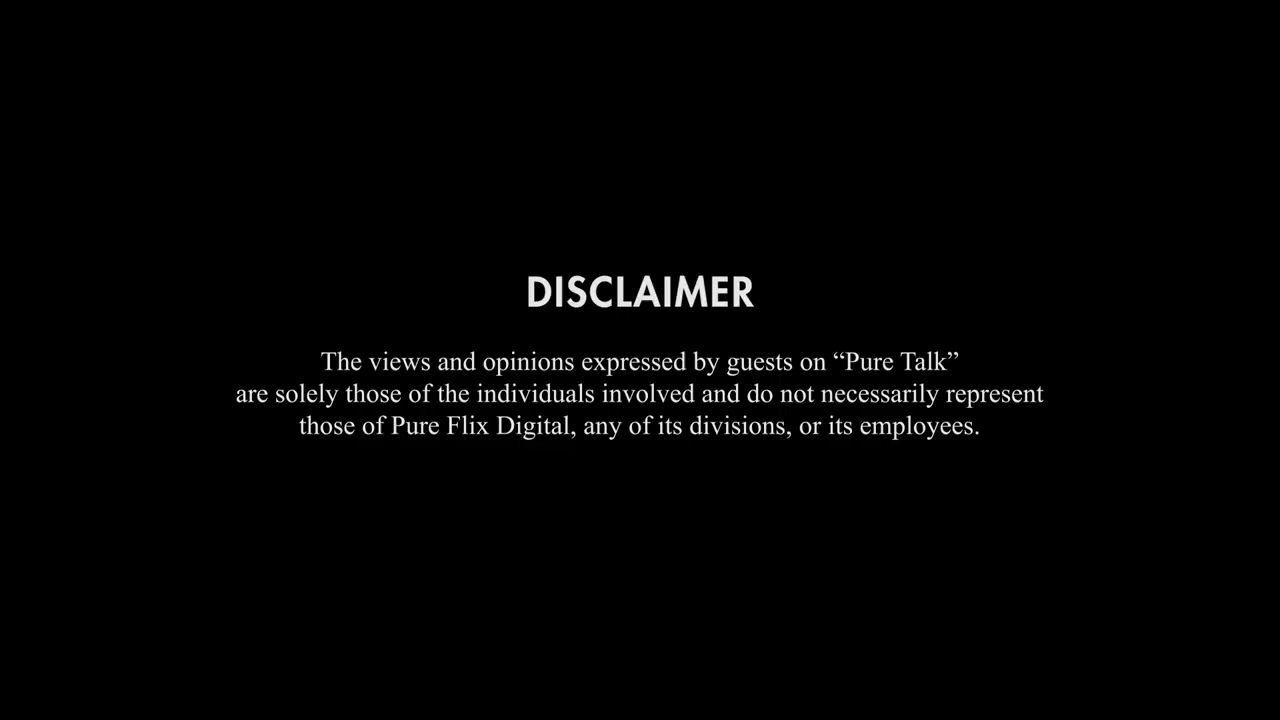 DISCLAIMER
The views and opinions expressed by guests on “Pure Talk”
are solely those of the individuals involved and do not necessarily represent
those of Pure Flix Digital, any of its divisions, or its employees.